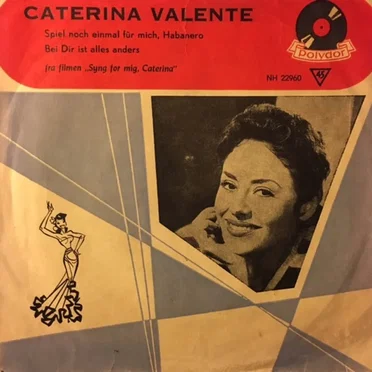 CATERINA VALENTE
Spiel noch einmal für mich, Habanero
Bei Dir ist alles anders
fra filmen „Syng for mig, Caterina"
Polydor
NH 22960
45